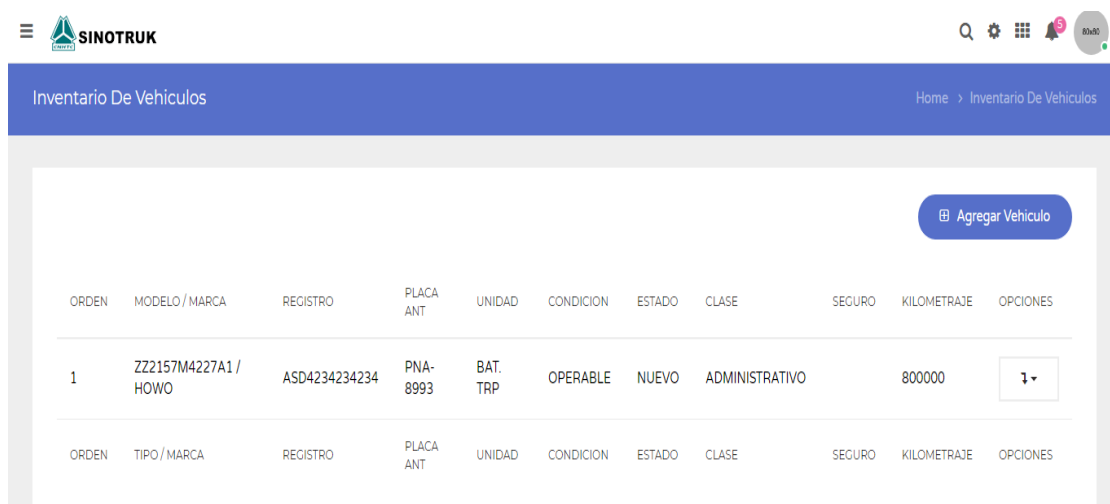 SINOTRUK
5
80x80
Inventario De Vehiculos
Home > Inventario De Vehiculos
Agregar Vehiculo
ORDEN MODELO / MARCA REGISTRO PLACA ANT UNIDAD CONDICION ESTADO CLASE SEGURO KILOMETRAJE OPCIONES
1 ZZ2157M4227A1 / HOWO ASD4234234234 PNA-8993 BAT. TRP OPERABLE NUEVO ADMINISTRATIVO 800000
ORDEN TIPO / MARCA REGISTRO PLACA ANT UNIDAD CONDICION ESTADO CLASE SEGURO KILOMETRAJE OPCIONES